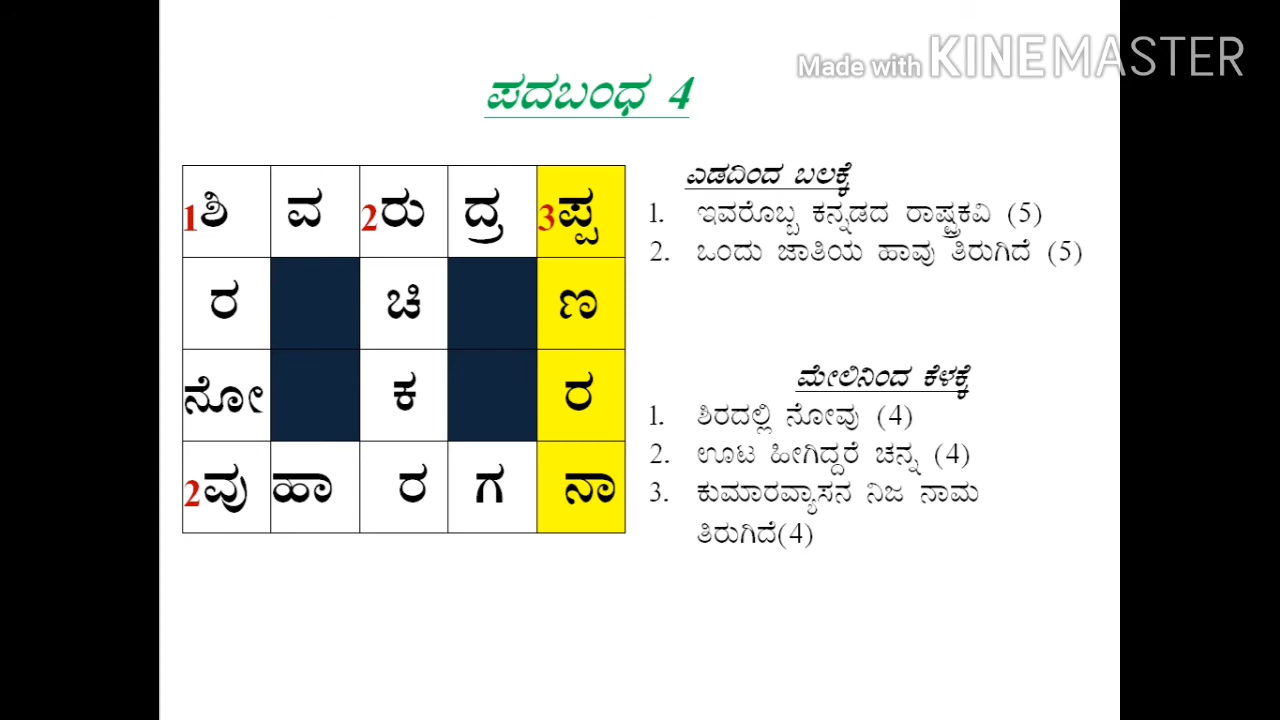 Made with KINEMASTER
ಪದಬಂಧ 4
1ಶಿ ವ 2ರು ದ್ರ 3ಪ್ಪ
ರ ಚಿ ಣ
ನೋ ಕ ರ
2ವು ಹಾ ರ ಗ ನಾ
ಎಡದಿಂದ ಬಲಕ್ಕೆ
1. ಇವರೊಬ್ಬ ಕನ್ನಡದ ರಾಷ್ಟ್ರಕವಿ (5)
2. ಒಂದು ಜಾತಿಯ ಹಾವು ತಿರುಗಿದೆ (5)
ಮೇಲಿನಿಂದ ಕೆಳಕ್ಕೆ
1. ಶಿರದಲ್ಲಿ ನೋವು (4)
2. ಊಟ ಹೀಗಿದ್ದರೆ ಚನ್ನ (4)
3. ಕುಮಾರವ್ಯಾಸನ ನಿಜ ನಾಮ
ತಿರುಗಿದೆ(4)